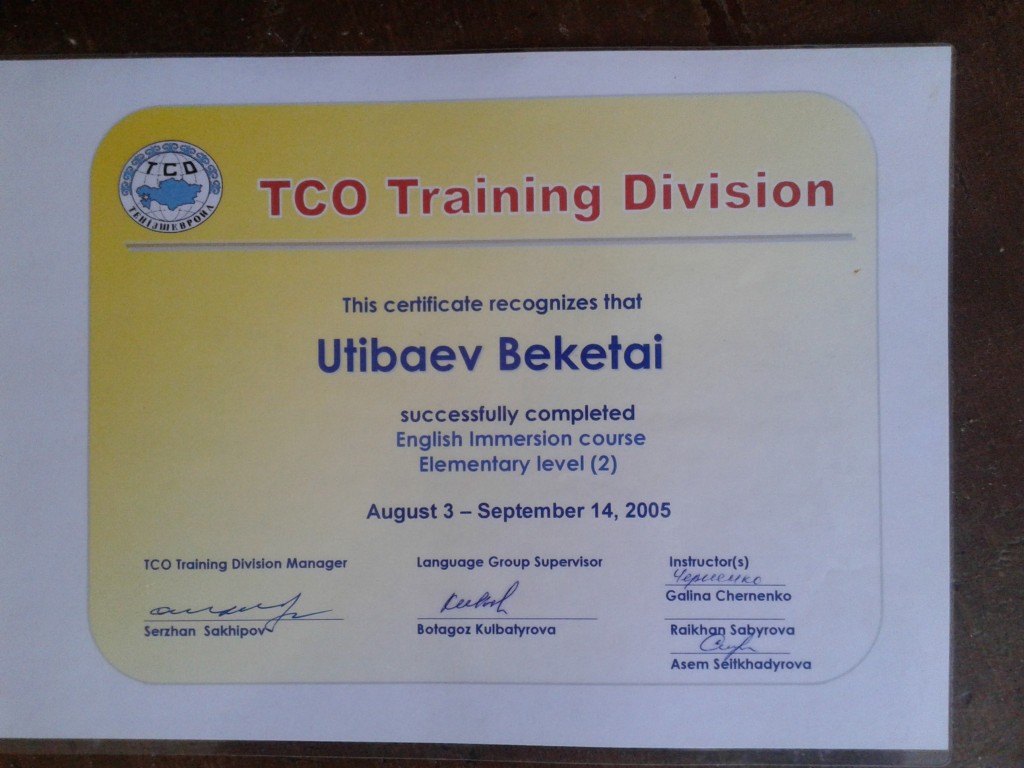 TCO
ТЕНГІЗШЕВРОЙЛ
TCO Training Division
This certificate recognizes that
Utibaev Beketai
successfully completed
English Immersion course
Elementary level (2)
August 3 – September 14, 2005
TCO Training Division Manager
Serzhan Sakhipov
Language Group Supervisor
Botagoz Kulbatyrova
Instructor(s)
Черненко
Galina Chernenko
Raikhan Sabyrova
Asem Seitkhadyrova